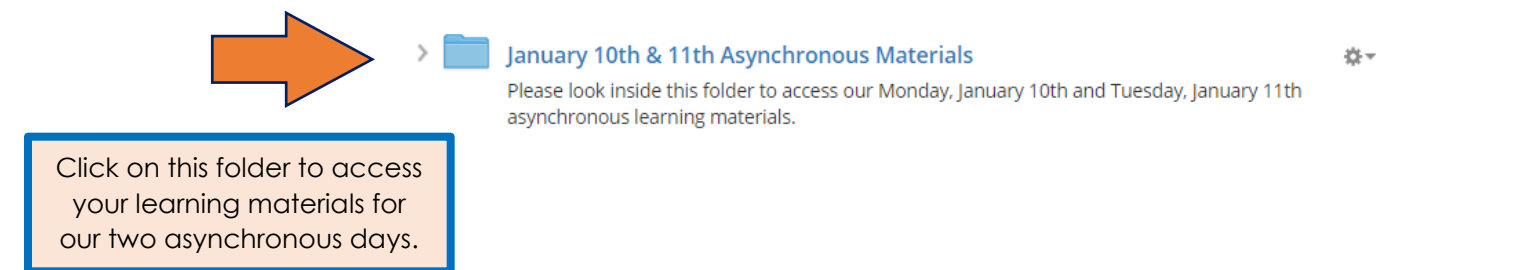 January 10th & 11th Asynchronous Materials
Please look inside this folder to access our Monday, January 10th and Tuesday, January 11th
asynchronous learning materials.
Click on this folder to access
your learning materials for
our two asynchronous days.